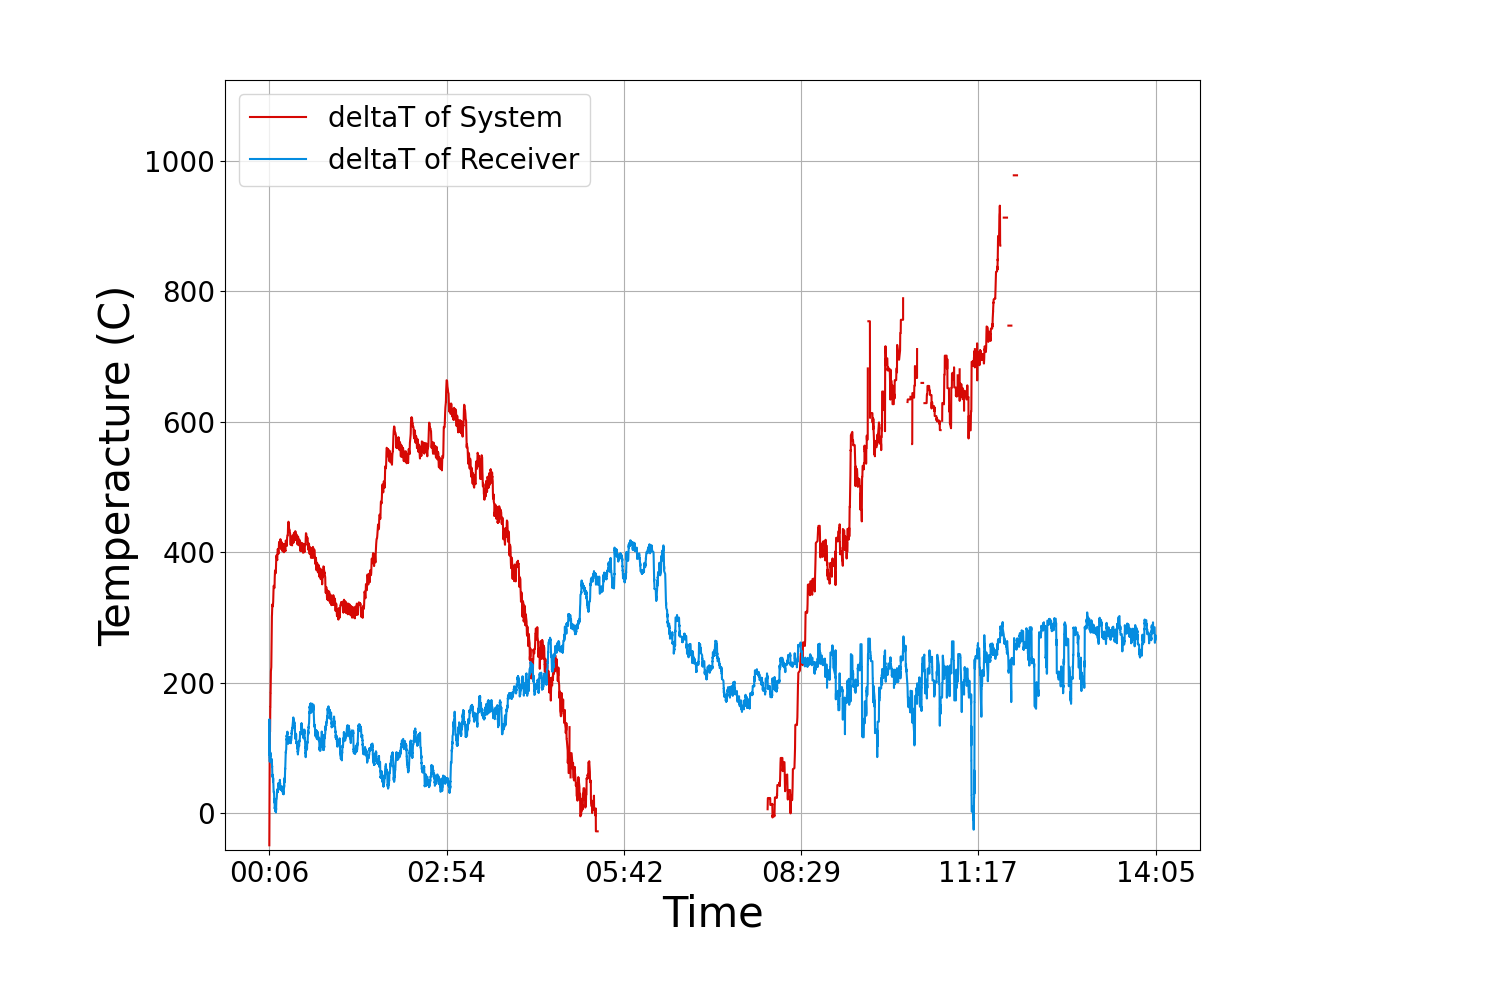 deltaT of System
deltaT of Receiver
1000
800
600
400
200
0
Temperacture (C)
00:06 02:54 05:42 08:29 11:17 14:05
Time